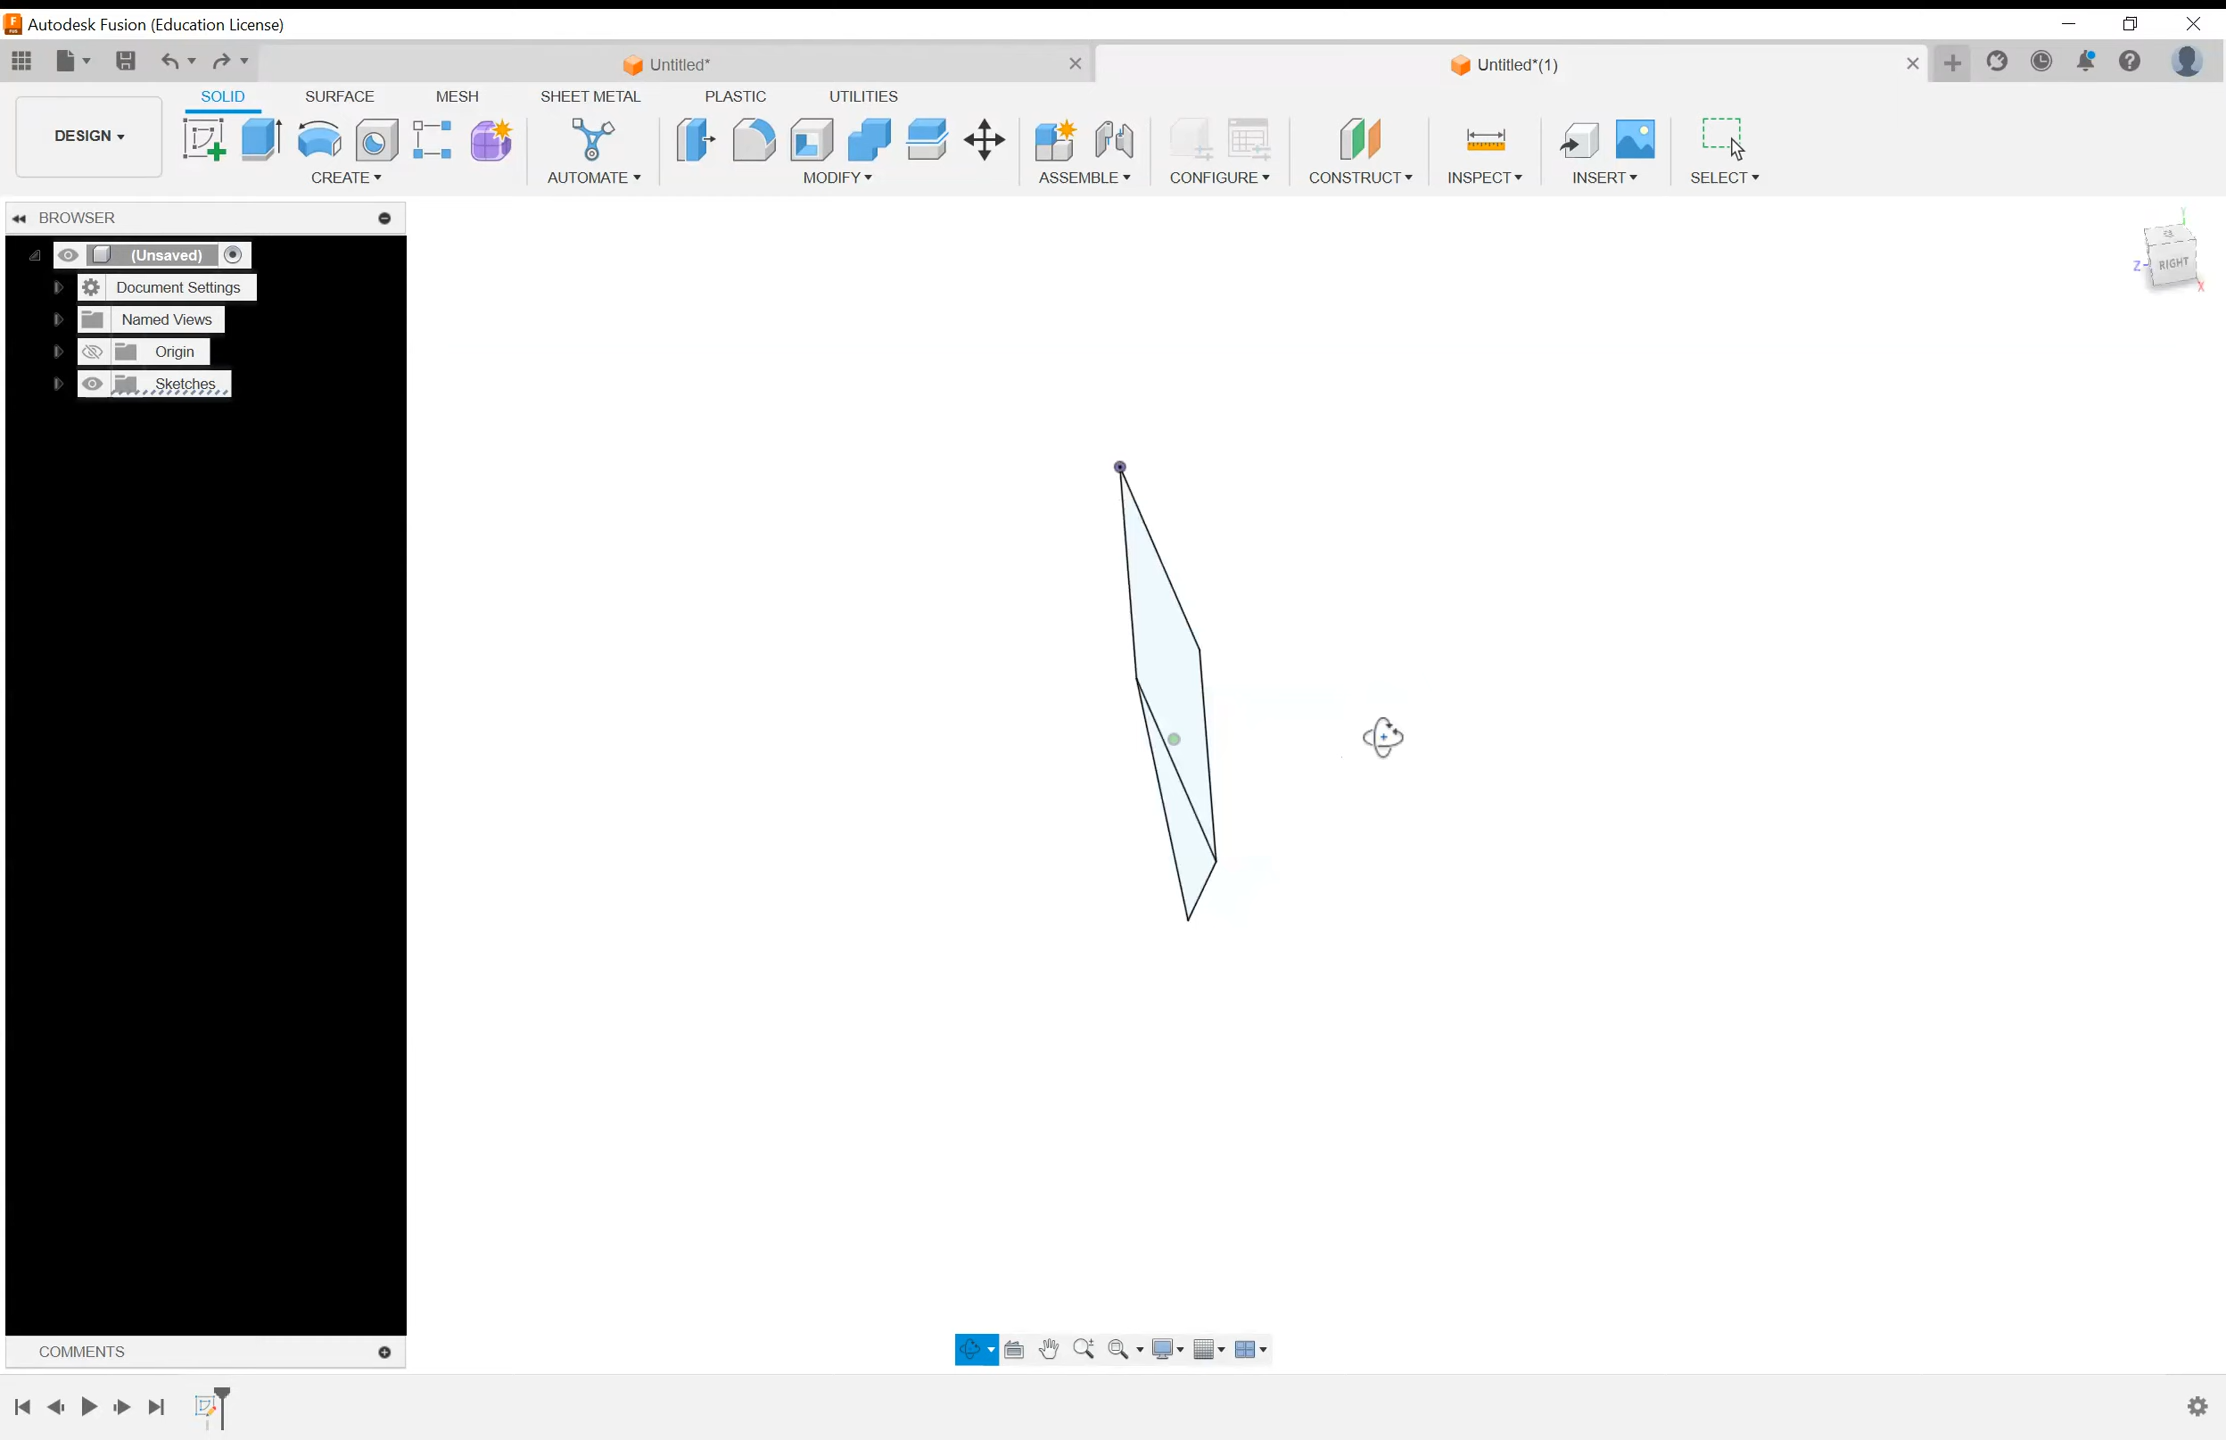 Autodesk Fusion (Education License)
Untitled*
Untitled*(1)
SOLID
SURFACE
MESH
SHEET METAL
PLASTIC
UTILITIES
DESIGN
CREATE
AUTOMATE
MODIFY
ASSEMBLE
CONFIGURE
CONSTRUCT
INSPECT
INSERT
SELECT
BROWSER
(Unsaved)
Document Settings
Named Views
Origin
Sketches
Y
Z
RIGHT
X
COMMENTS